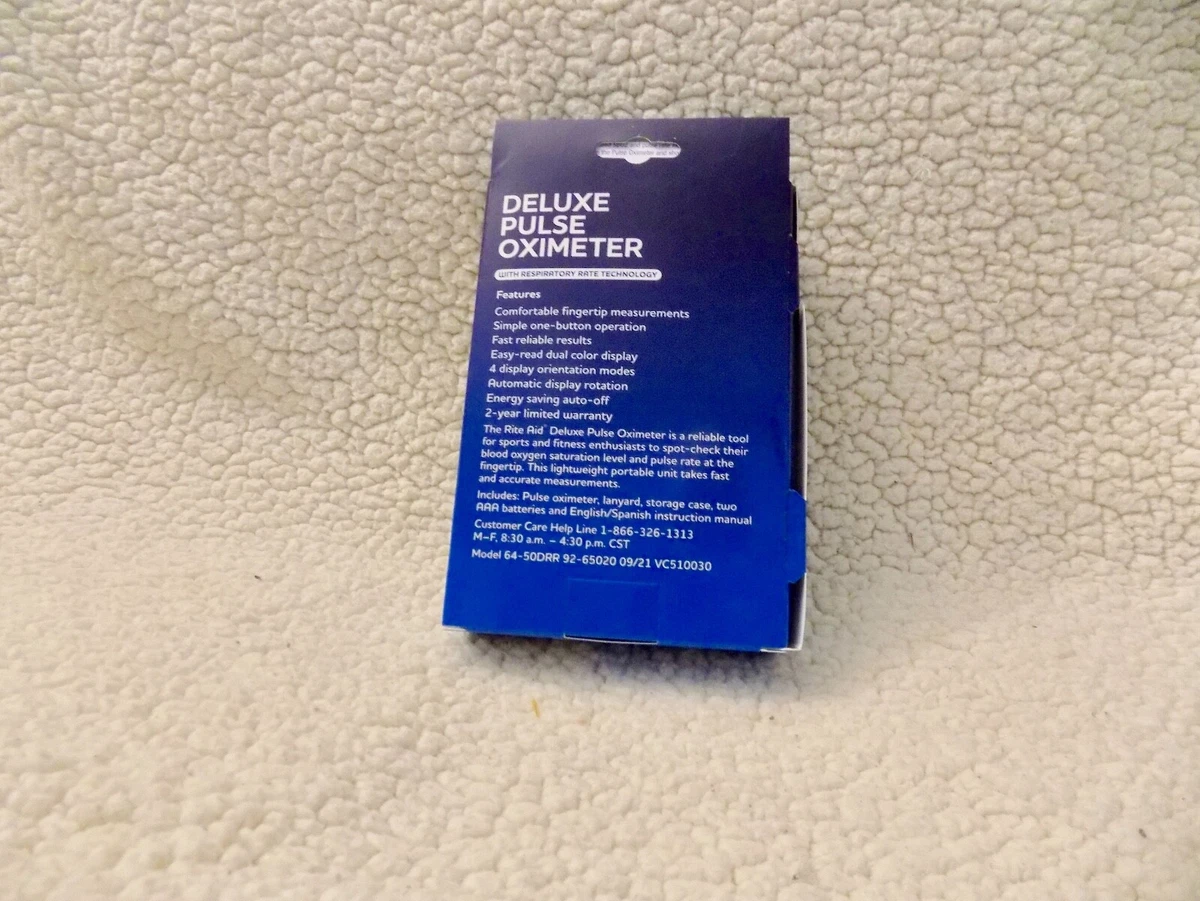 the Pulse Oximeter and
DELUXE
PULSE
OXIMETER
WITH RESPIRATORY RATE TECHNOLOGY
Features
Comfortable fingertip measurements
Simple one-button operation
Fast reliable results
Easy-read dual color display
4 display orientation modes
Automatic display rotation
Energy saving auto-off
2-year limited warranty
The Rite Aid® Deluxe Pulse Oximeter is a reliable tool
for sports and fitness enthusiasts to spot-check their
blood oxygen saturation level and pulse rate at the
fingertip. This lightweight portable unit takes fast
and accurate measurements.
Includes: Pulse oximeter, lanyard, storage case, two
AAA batteries and English/Spanish instruction manual
Customer Care Help Line 1-866-326-1313
M-F, 8:30 a.m. – 4:30 p.m. CST
Model 64-50DRR 92-65020 09/21 VC510030